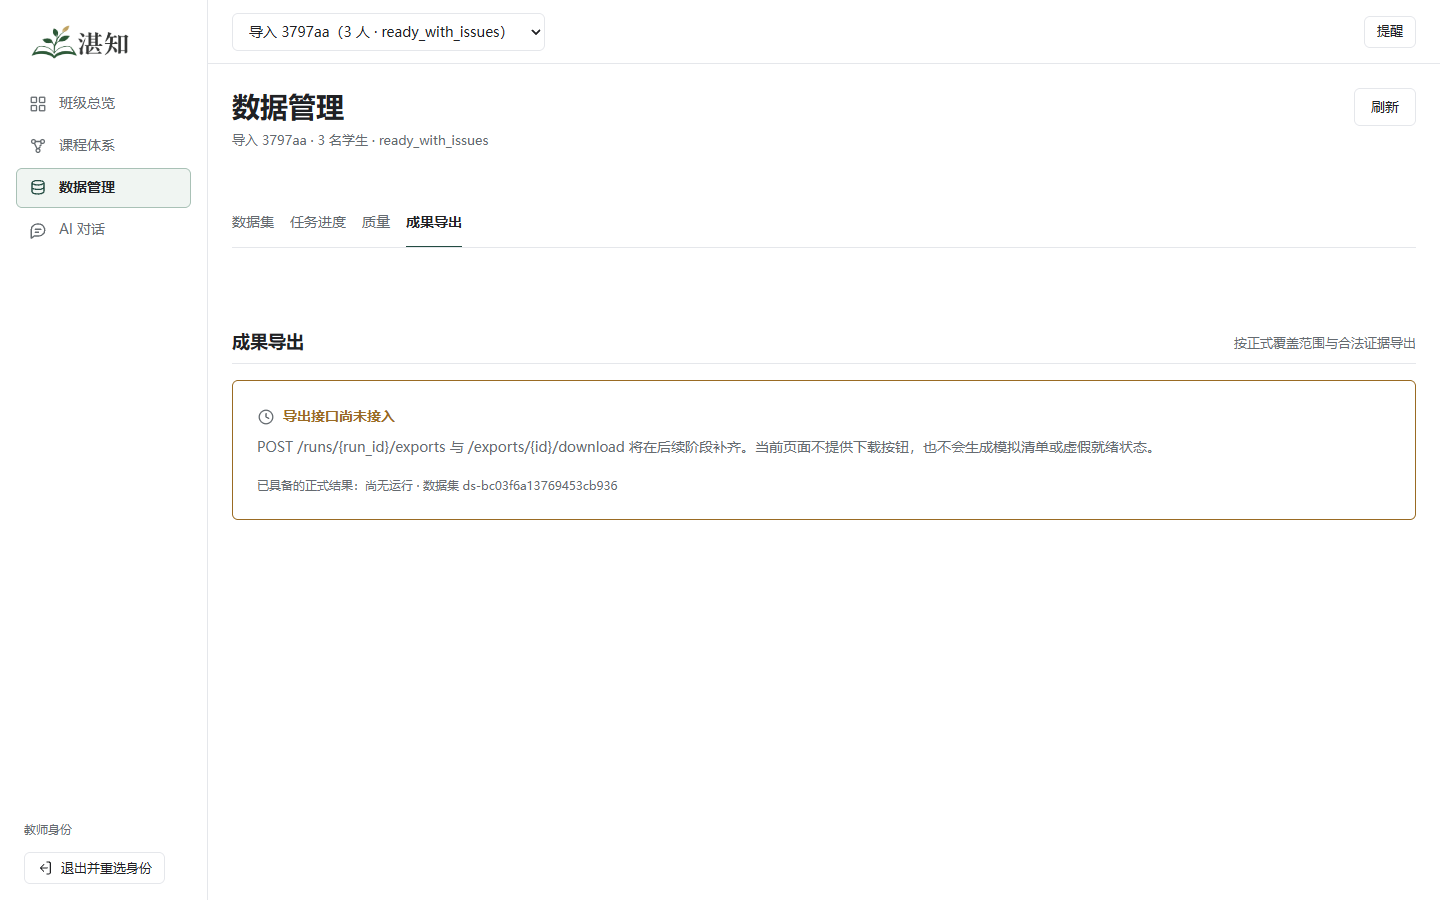 湛知
导入 3797aa（3 人 · ready_with_issues）
提醒
班级总览
课程体系
数据管理
AI 对话
数据管理
刷新
导入 3797aa · 3 名学生 · ready_with_issues
数据集 任务进度 质量 成果导出
成果导出
按正式覆盖范围与合法证据导出
导出接口尚未接入
POST /runs/{run_id}/exports 与 /exports/{id}/download 将在后续阶段补齐。当前页面不提供下载按钮，也不会生成模拟清单或虚假就绪状态。
已具备的正式结果：尚无运行 · 数据集 ds-bc03f6a13769453cb936
教师身份
退出并重选身份